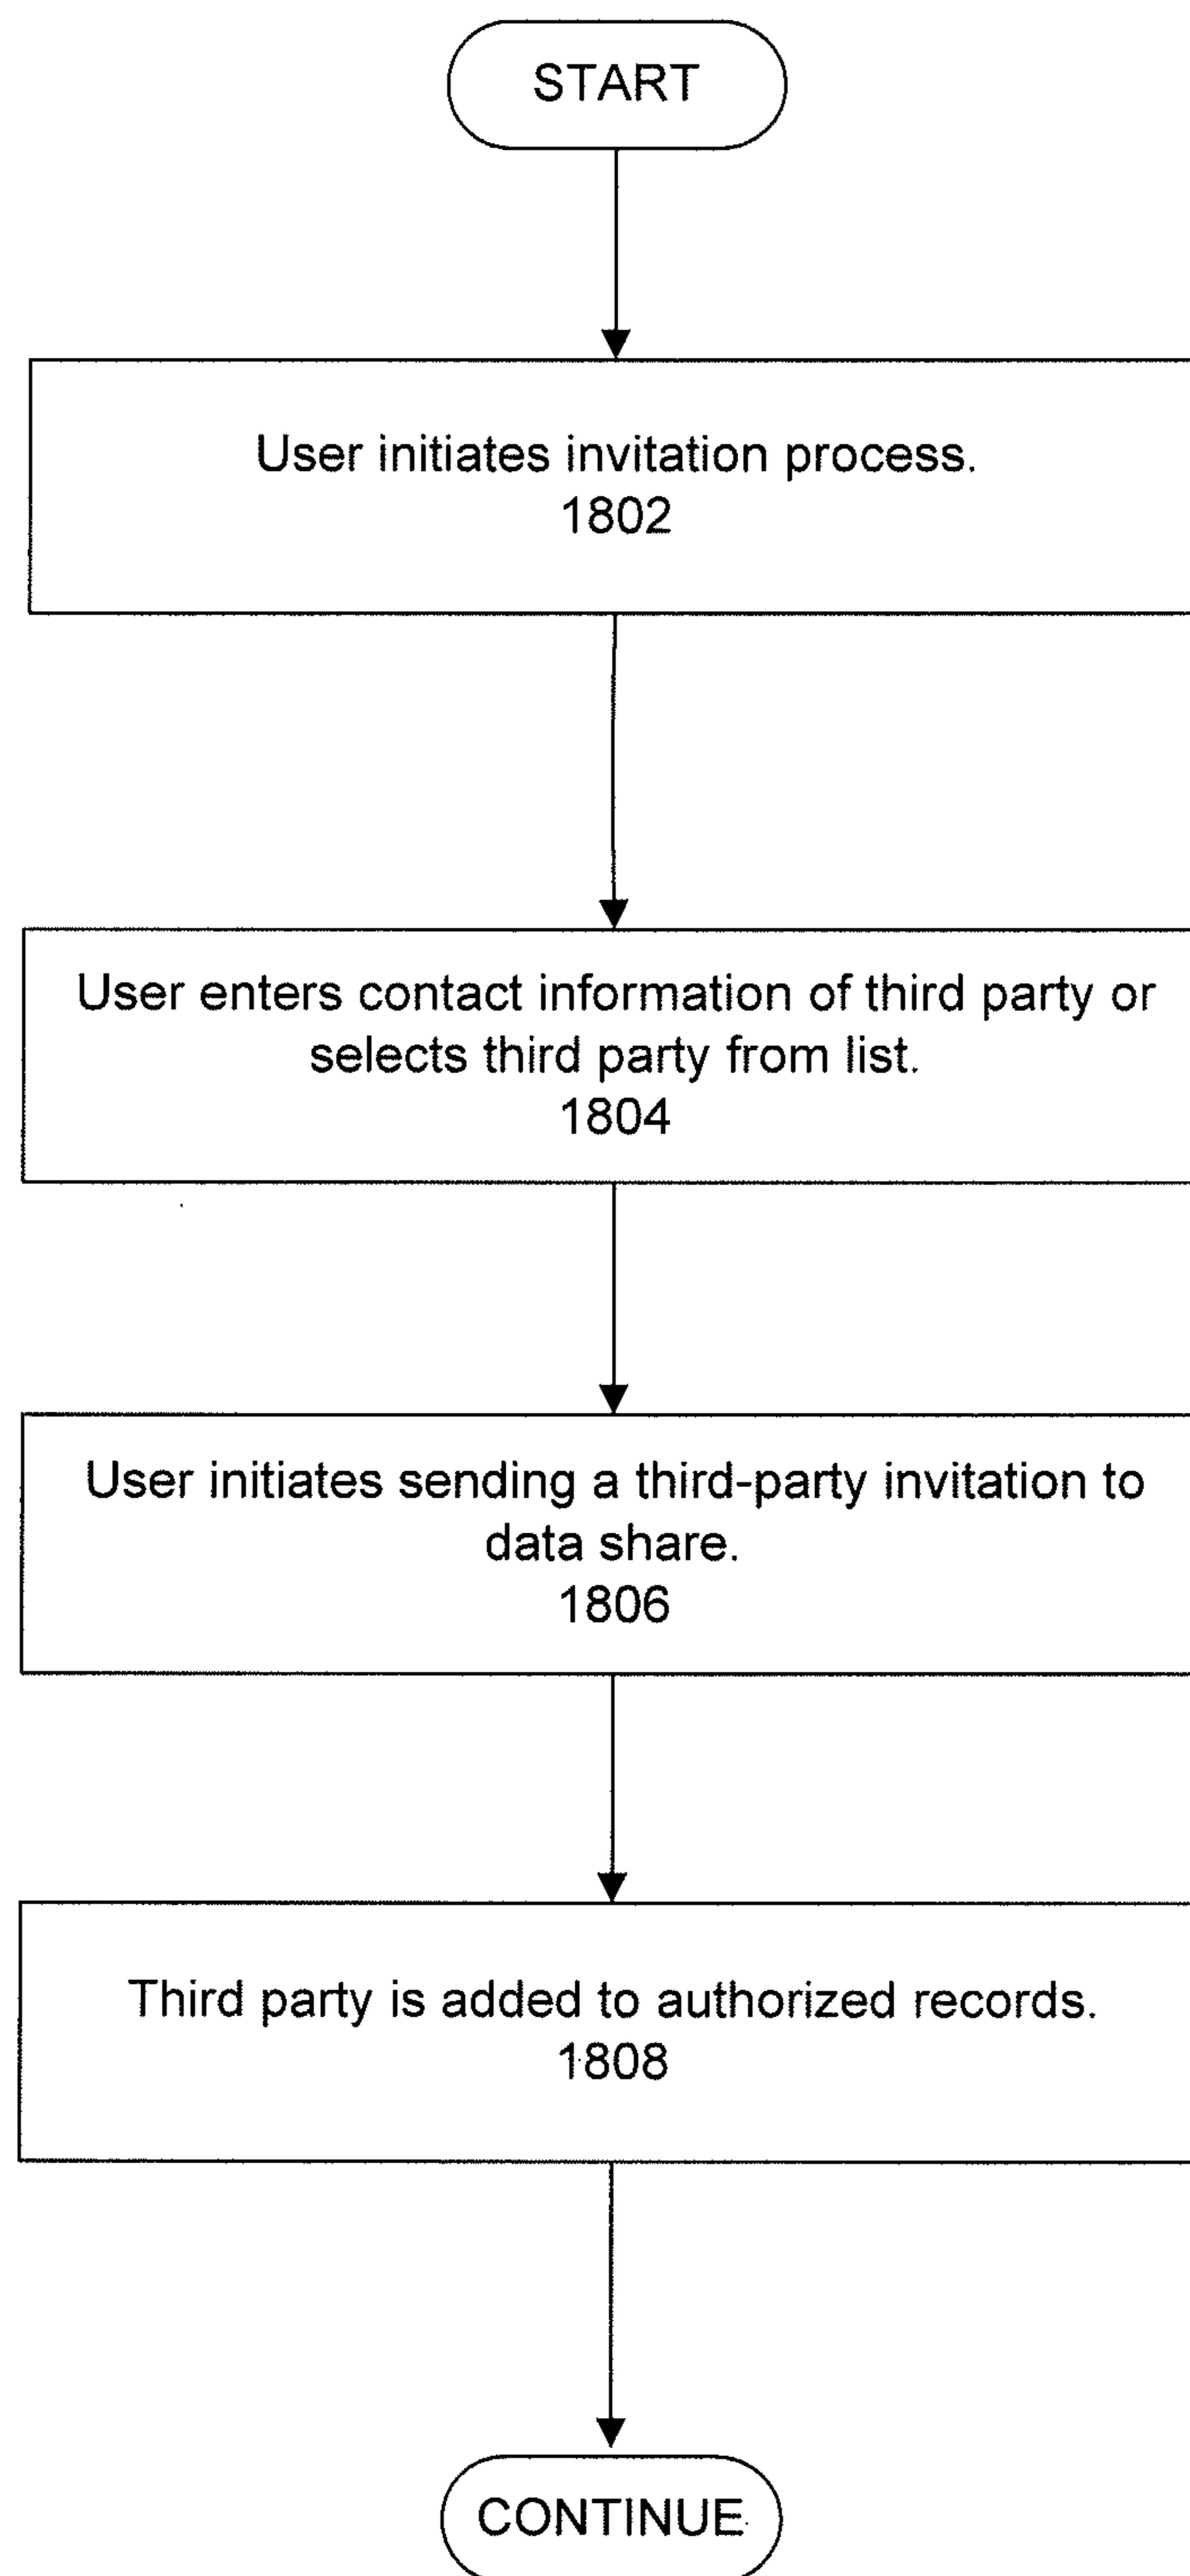 START
User initiates invitation process.
1802
User enters contact information of third party or
selects third party from list.
1804
User initiates sending a third-party invitation to
data share.
1806
Third party is added to authorized records.
1808
CONTINUE